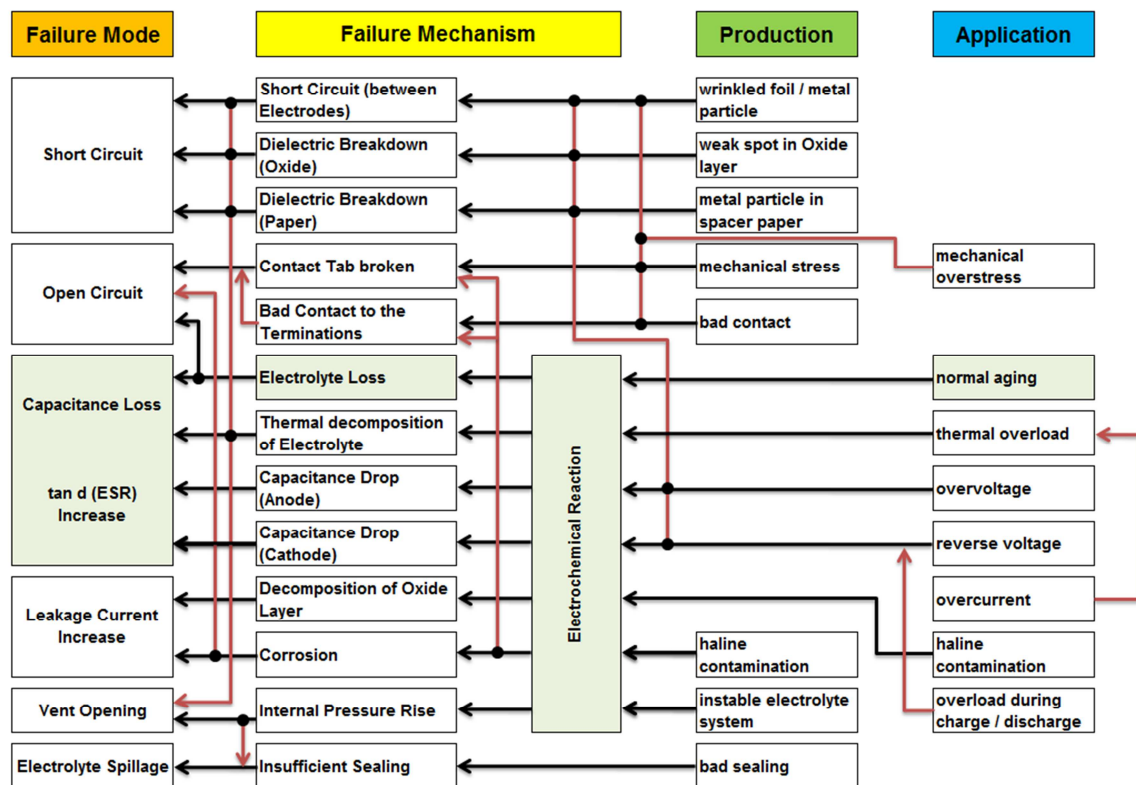 Failure Mode
Failure Mechanism
Production
Application
Short Circuit
Short Circuit (between
Electrodes)
wrinkled foil / metal
particle
Dielectric Breakdown
(Oxide)
weak spot in Oxide
layer
Dielectric Breakdown
(Paper)
metal particle in
spacer paper
Open Circuit
Contact Tab broken
mechanical stress
mechanical
overstress
Bad Contact to the
Terminations
bad contact
Capacitance Loss
tan d (ESR)
Increase
Electrolyte Loss
Electrochemical Reaction
normal aging
Thermal decomposition
of Electrolyte
thermal overload
Capacitance Drop
(Anode)
overvoltage
Capacitance Drop
(Cathode)
reverse voltage
Leakage Current
Increase
Decomposition of Oxide
Layer
overcurrent
Corrosion
haline
contamination
haline
contamination
Vent Opening
Internal Pressure Rise
instable electrolyte
system
overload during
charge / discharge
Electrolyte Spillage
Insufficient Sealing
bad sealing